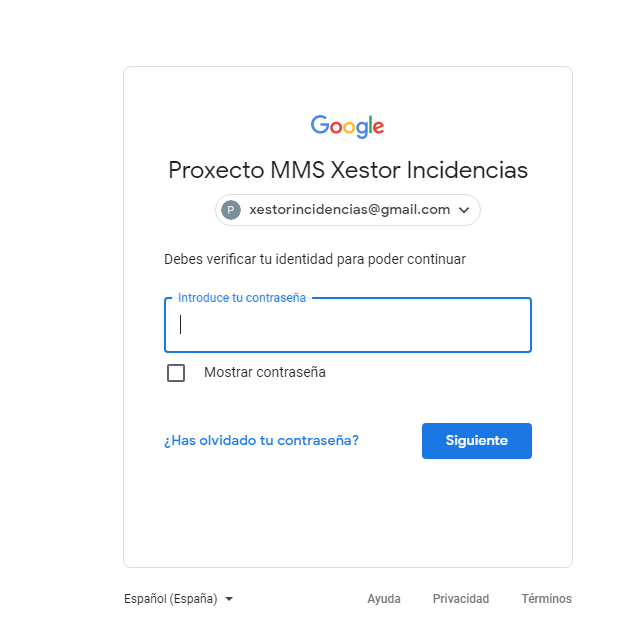 Google
Proxecto MMS Xestor Incidencias
P xestorincidencias@gmail.com
Debes verificar tu identidad para poder continuar
Introduce tu contraseña
Mostrar contraseña
¿Has olvidado tu contraseña? Siguiente
Español (España) Ayuda Privacidad Términos